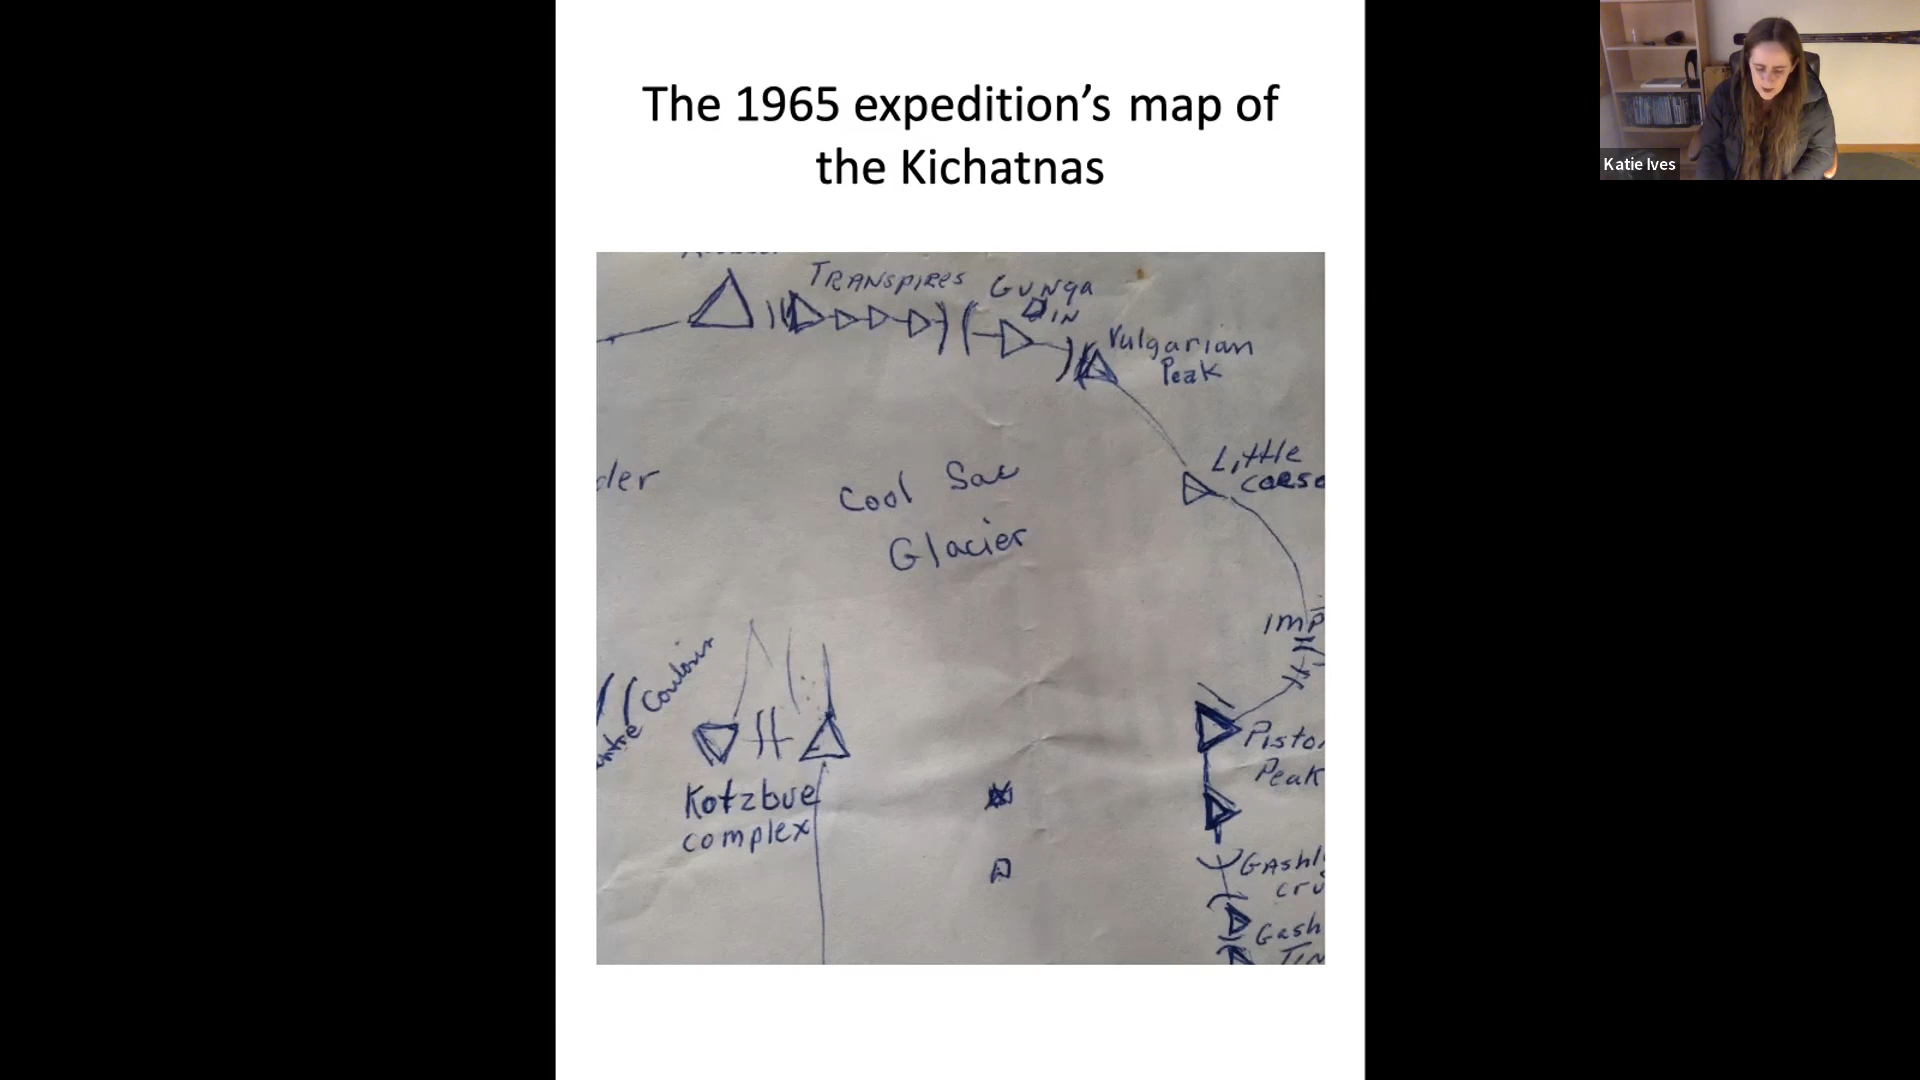 The 1965 expedition’s map of
the Kichatnas
Katie Ives
TRANSPIRES
GUNga
DIN
Vulgarian
Peak
Little
Cool Sac
Glacier
Couloir
Kotzbue
complex
Peak